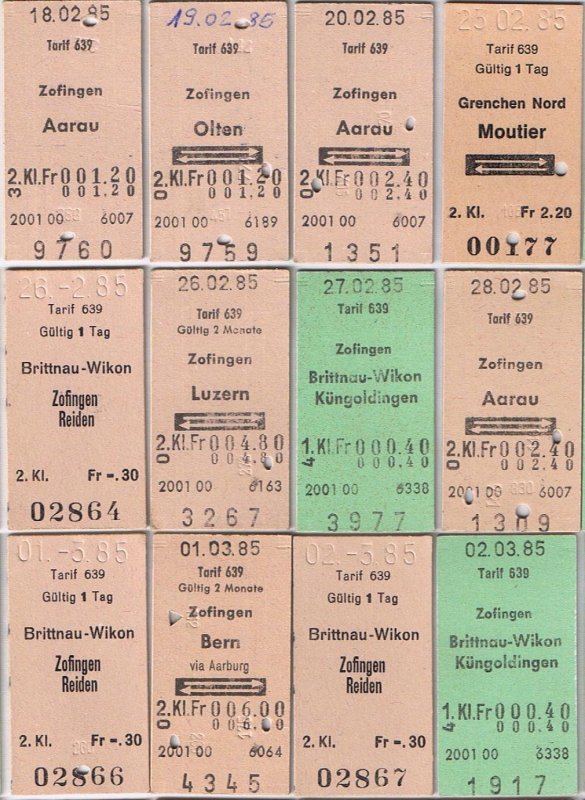 18.02.85
Tarif 639
Zofingen
Aarau
2.Kl.Fr 001.20
3 001.20
2001 00 6007
9760
19.02.85
Tarif 639
Zofingen
Olten
2.Kl.Fr 001.20
0 001.20
2001 00 6189
9759
20.02.85
Tarif 639
Zofingen
Aarau
2.Kl.Fr 002.40
0 002.40
2001 00 6007
1351
25 02.85
Tarif 639
Gültig 1 Tag
Grenchen Nord
Moutier
2. Kl. Fr 2.20
00177
26.-2.85
Tarif 639
Gültig 1 Tag
Brittnau-Wikon
Zofingen
Reiden
2. Kl. Fr -.30
02864
26.02.85
Tarif 639
Gültig 2 Monate
Zofingen
Luzern
2.Kl.Fr 004.80
0 004.80
2001 00 6163
3267
27.02.85
Tarif 639
Zofingen
Brittnau-Wikon
Küngoldingen
1.Kl.Fr 000.40
4 000.40
2001 00 6338
3977
28.02.85
Tarif 639
Zofingen
Aarau
2.Kl.Fr 002.40
0 002.40
2001 00 6007
1309
01.-3.85
Tarif 639
Gültig 1 Tag
Brittnau-Wikon
Zofingen
Reiden
2. Kl. Fr -.30
02866
01.03.85
Tarif 639
Gültig 2 Monate
Zofingen
Bern
via Aarburg
2.Kl.Fr 006.00
0 006.00
2001 00 6064
4345
02.-3.85
Tarif 639
Gültig 1 Tag
Brittnau-Wikon
Zofingen
Reiden
2. Kl. Fr -.30
02867
02.03.85
Tarif 639
Zofingen
Brittnau-Wikon
Küngoldingen
1.Kl.Fr 000.40
4 000.40
2001 00 6338
1917